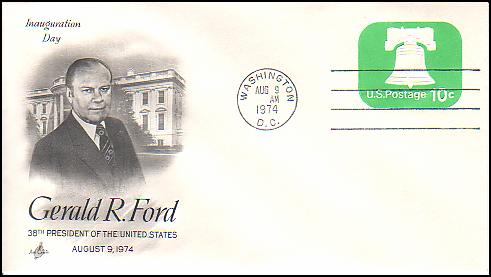 Inauguration
Day
WASHINGTON
AUG 9
AM
1974
D.C.
U.S. Postage 10c
Gerald R. Ford
38TH PRESIDENT OF THE UNITED STATES
AUGUST 9, 1974